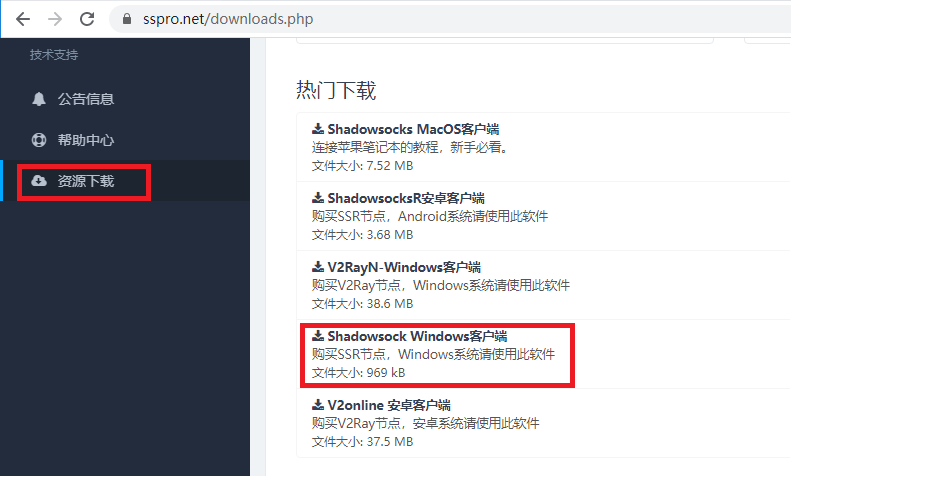 sspro.net/downloads.php
技术支持
公告信息
帮助中心
资源下载
热门下载
Shadowsocks MacOS客户端
连接苹果笔记本的教程，新手必看。
文件大小: 7.52 MB
ShadowsocksR安卓客户端
购买SSR节点，Android系统请使用此软件
文件大小: 3.68 MB
V2RayN-Windows客户端
购买V2Ray节点，Windows系统请使用此软件
文件大小: 38.6 MB
Shadowsock Windows客户端
购买SSR节点，Windows系统请使用此软件
文件大小: 969 kB
V2online 安卓客户端
购买V2Ray节点，安卓系统请使用此软件
文件大小: 37.5 MB